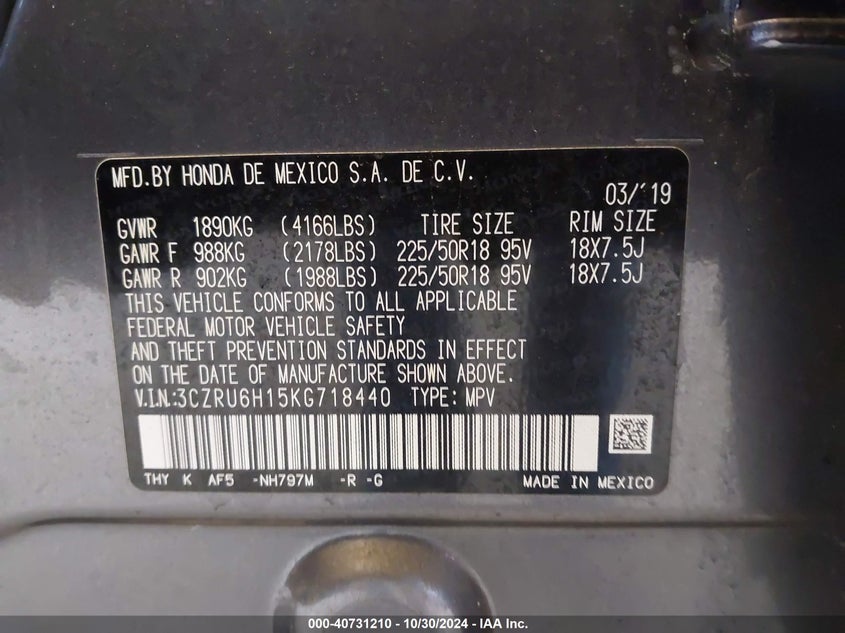 MFD.BY HONDA DE MEXICO S.A. DE C.V.
03/'19
GVWR 1890KG (4166LBS) TIRE SIZE RIM SIZE
GAWR F 988KG (2178LBS) 225/50R18 95V 18X7.5J
GAWR R 902KG (1988LBS) 225/50R18 95V 18X7.5J
THIS VEHICLE CONFORMS TO ALL APPLICABLE
FEDERAL MOTOR VEHICLE SAFETY
AND THEFT PREVENTION STANDARDS IN EFFECT
ON THE DATE OF MANUFACTURE SHOWN ABOVE.
V.I.N.:3CZRU6H15KG718440 TYPE: MPV
THY K AF5 -NH797M -R -G MADE IN MEXICO
000-40731210 - 10/30/2024 - IAA Inc.